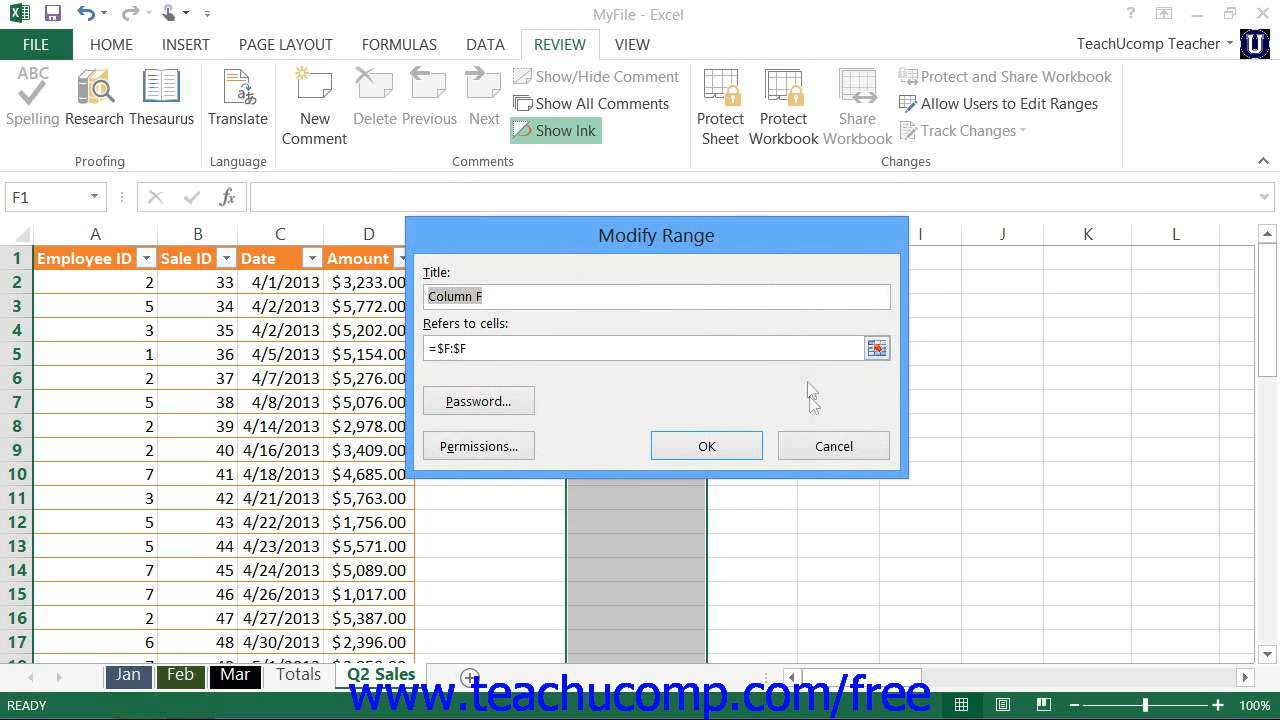 MyFile - Excel
?
FILE HOME INSERT PAGE LAYOUT FORMULAS DATA REVIEW VIEW
TeachUcomp Teacher
U
ABC
Spelling Research Thesaurus
Proofing
Translate
Language
New Comment
Delete Previous Next
Show/Hide Comment
Show All Comments
Show Ink
Comments
Protect Sheet
Protect Workbook
Share Workbook
Protect and Share Workbook
Allow Users to Edit Ranges
Track Changes
Changes
F1
fx
A B C D I J K L
1 Employee ID Sale ID Date Amount
2 2 33 4/1/2013 $3,233.00
3 5 34 4/2/2013 $5,772.00
4 3 35 4/2/2013 $5,202.00
5 1 36 4/5/2013 $5,154.00
6 2 37 4/7/2013 $5,276.00
7 5 38 4/8/2013 $5,076.00
8 2 39 4/14/2013 $2,978.00
9 2 40 4/16/2013 $3,409.00
10 7 41 4/18/2013 $4,685.00
11 3 42 4/21/2013 $5,763.00
12 5 43 4/22/2013 $1,756.00
13 5 44 4/23/2013 $5,571.00
14 7 45 4/24/2013 $5,089.00
15 7 46 4/26/2013 $1,017.00
16 2 47 4/27/2013 $5,387.00
17 6 48 4/30/2013 $2,396.00
Modify Range
Title:
Column F
Refers to cells:
=$F:$F
Password...
Permissions...
OK
Cancel
Jan Feb Mar Totals Q2 Sales
www.teachucomp.com/free
READY
100%